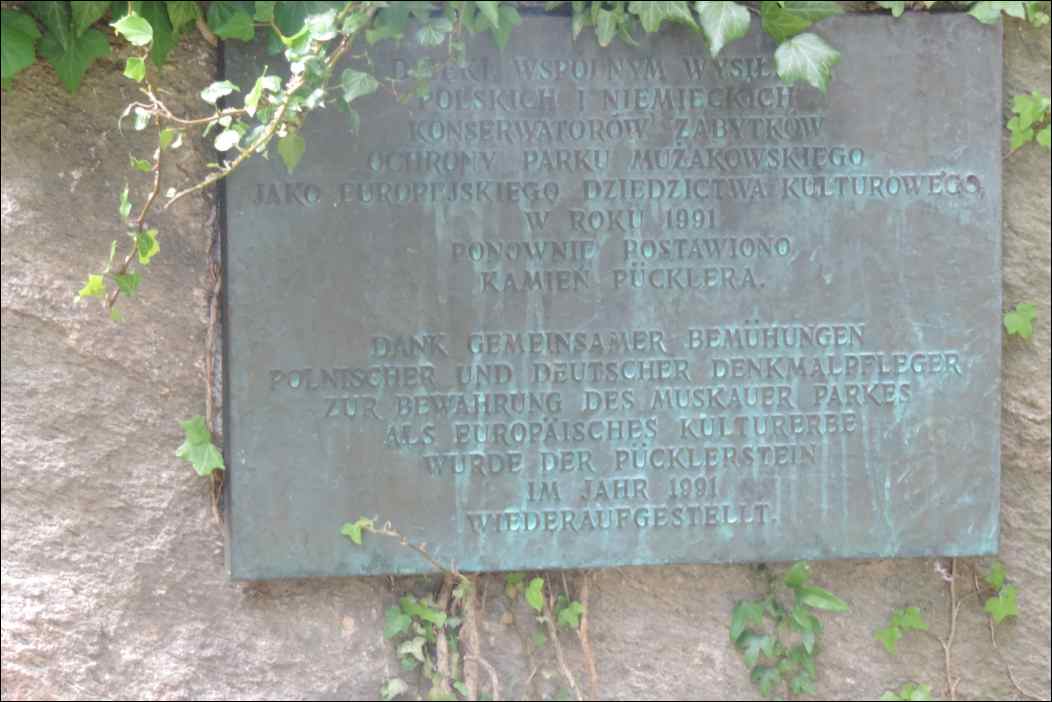 DZIĘKI WSPÓLNYM WYSIŁKOM
POLSKICH I NIEMIECKICH
KONSERWATORÓW ZABYTKÓW
OCHRONY PARKU MUŻAKOWSKIEGO
JAKO EUROPEJSKIEGO DZIEDZICTWA KULTUROWEGO,
W ROKU 1991
PONOWNIE POSTAWIONO
KAMIEŃ PÜCKLERA.
DANK GEMEINSAMER BEMÜHUNGEN
POLNISCHER UND DEUTSCHER DENKMALPFLEGER
ZUR BEWAHRUNG DES MUSKAUER PARKES
ALS EUROPÄISCHES KULTURERBE
WURDE DER PÜCKLERSTEIN
IM JAHR 1991
WIEDERAUFGESTELLT.